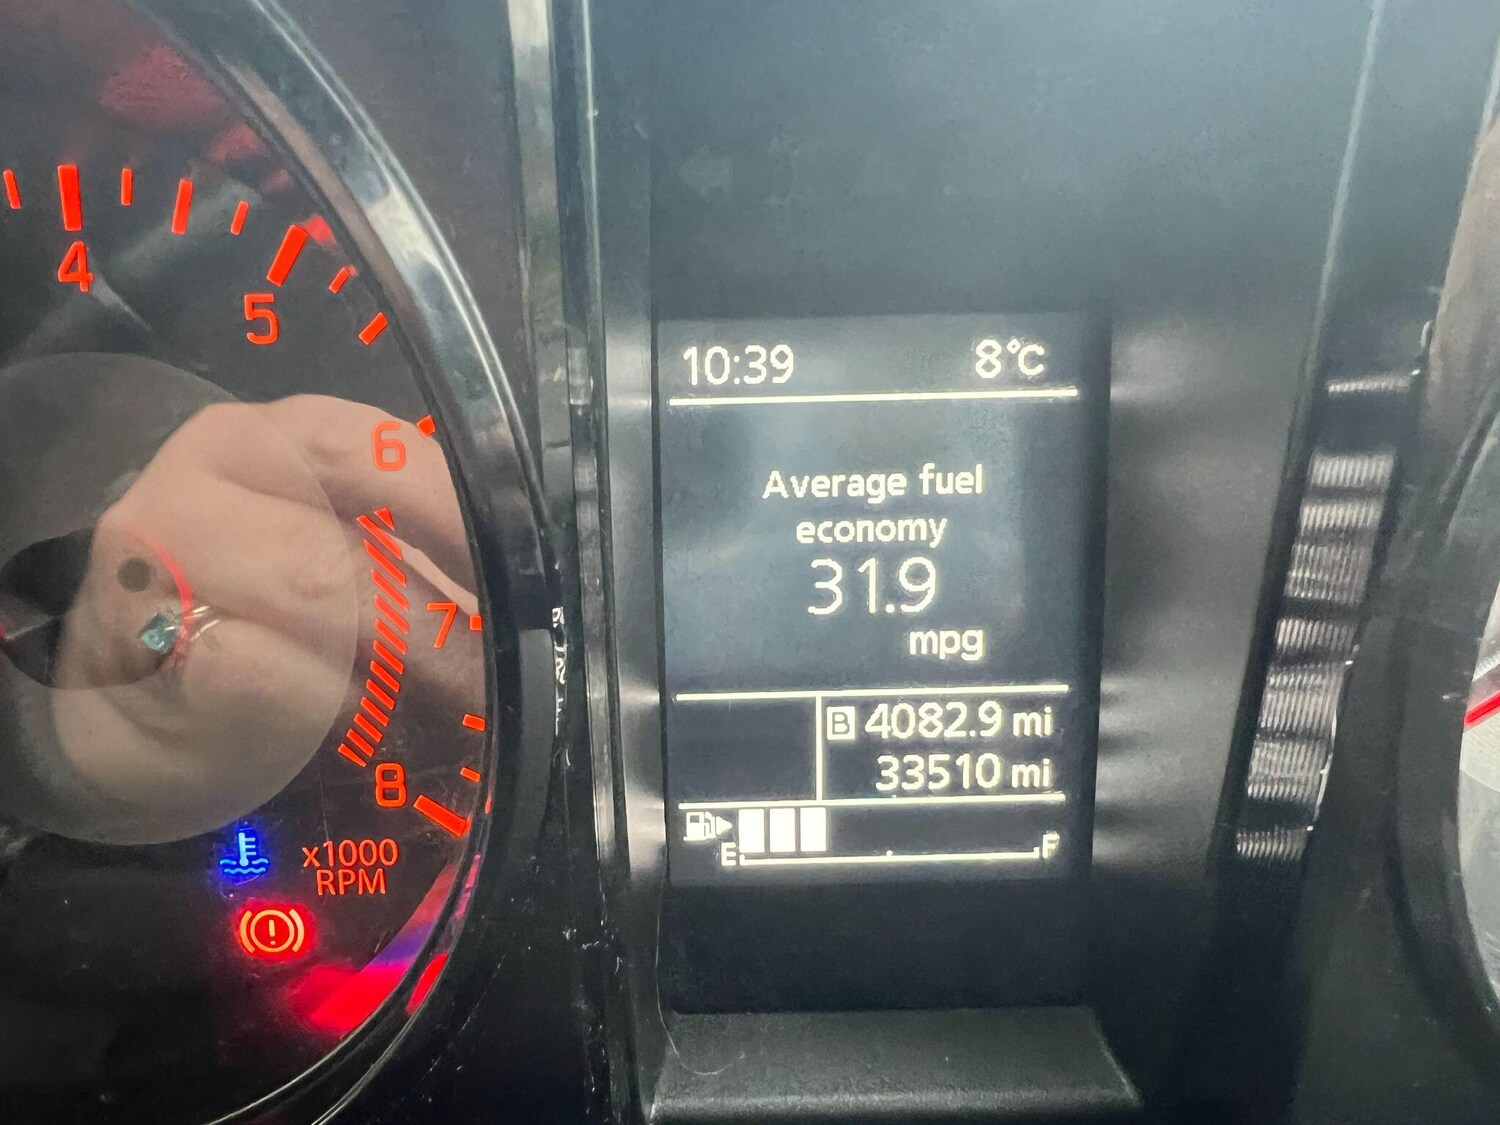 4
5
6
7
8
x1000
RPM
10:39 8°C
Average fuel
economy
31.9
mpg
B 4082.9 mi
33510 mi
E F